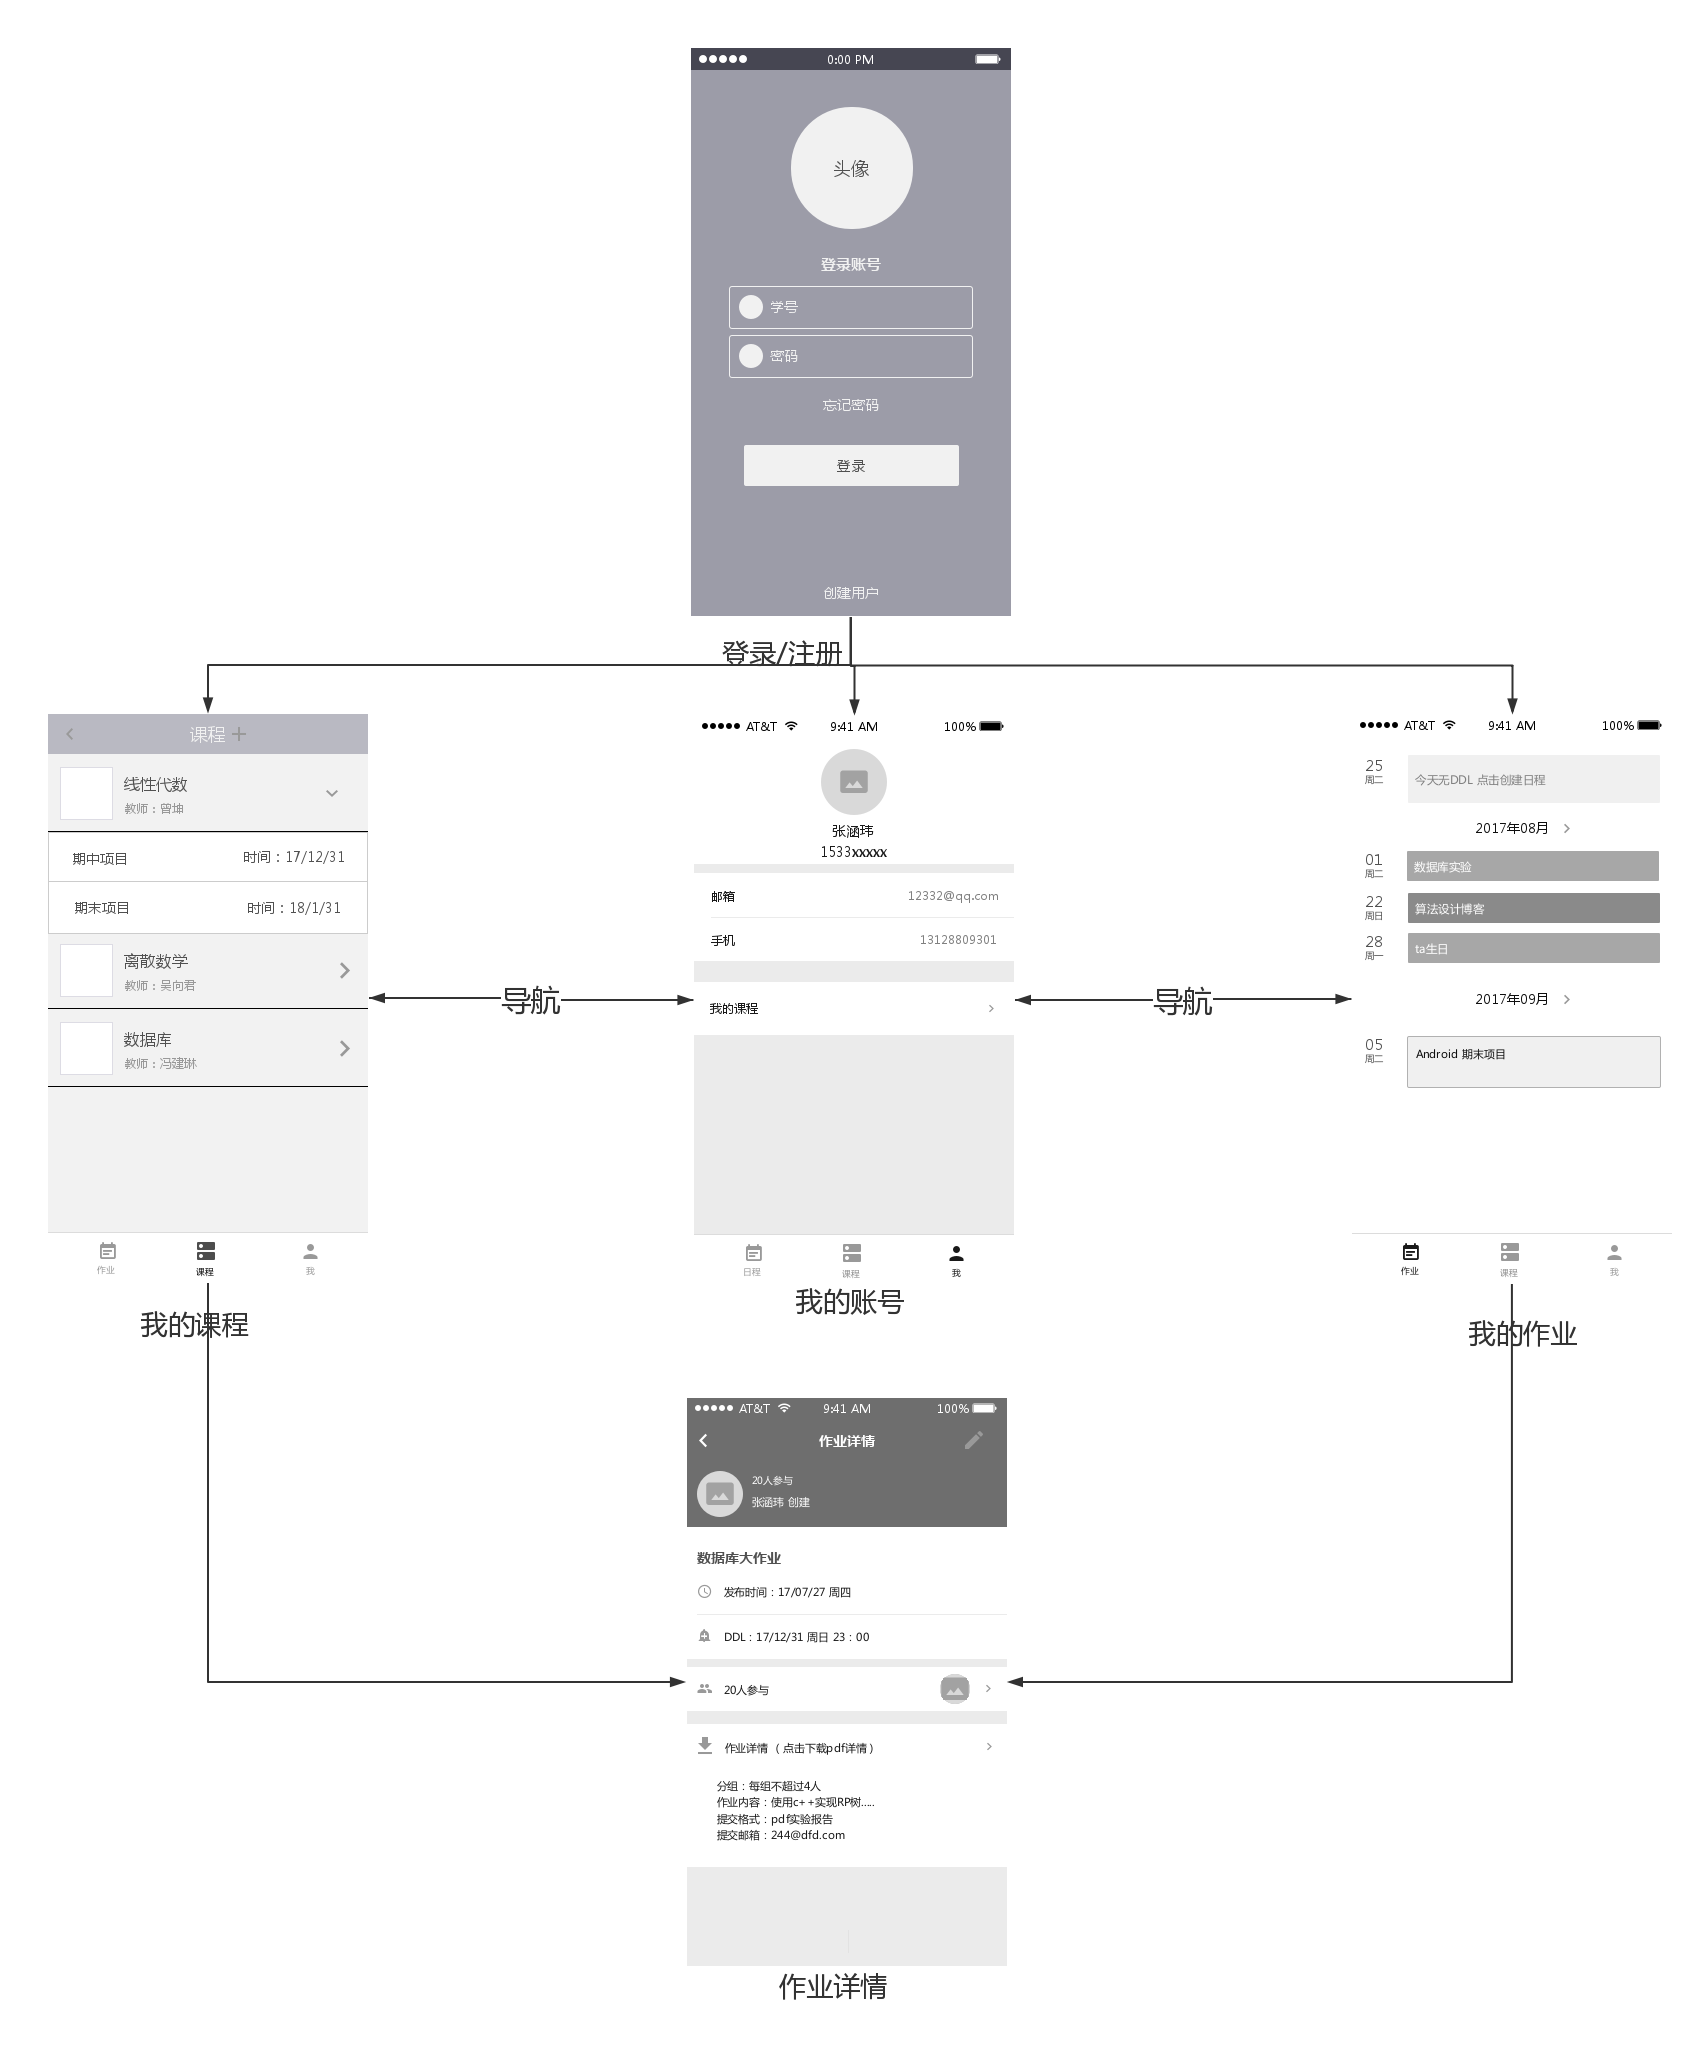 0:00 PM
头像
登录账号
学号
密码
忘记密码
登录
创建用户
登录/注册
课程
线性代数
教师：曾坤
期中项目 时间：17/12/31
期末项目 时间：18/1/31
离散数学
教师：吴向君
数据库
教师：冯建琳
作业 课程 我
我的课程
导航
AT&T 9:41 AM 100%
张涵玮
1533xxxxx
邮箱 12332@qq.com
手机 13128809301
我的课程
日程 课程 我
我的账号
导航
AT&T 9:41 AM 100%
25
周二
今天无DDL 点击创建日程
2017年08月
01
周二
数据库实验
22
周日
算法设计博客
28
周一
ta生日
2017年09月
05
周二
Android 期末项目
作业 课程 我
我的作业
AT&T 9:41 AM 100%
作业详情
20人参与
张涵玮 创建
数据库大作业
发布时间：17/07/27 周四
DDL：17/12/31 周日 23：00
20人参与
作业详情（点击下载pdf详情）
分组：每组不超过4人
作业内容：使用c++实现RP树.....
提交格式：pdf实验报告
提交邮箱：244@dfd.com
作业详情